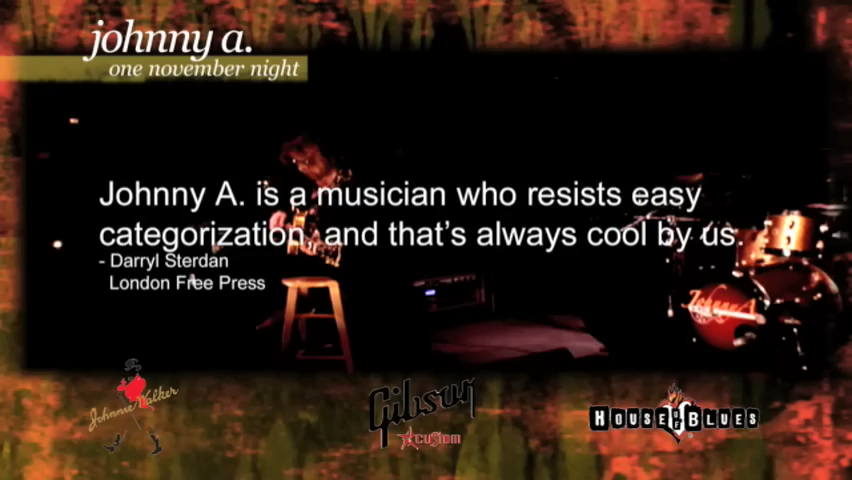 johnny a.
one november night
Johnny A. is a musician who resists easy
categorization, and that's always cool by us.
- Darryl Sterdan
London Free Press
Johnny A
Johnnie Walker
Gibson
CUSTOM
HOUSE OF BLUES